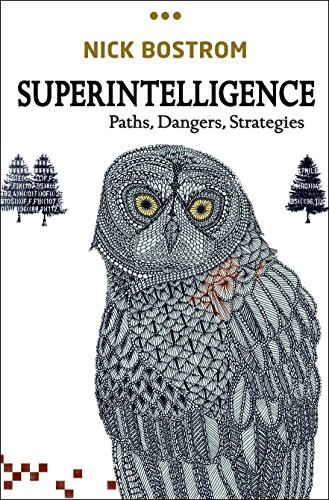 NICK BOSTROM
SUPERINTELLIGENCE
Paths, Dangers, Strategies